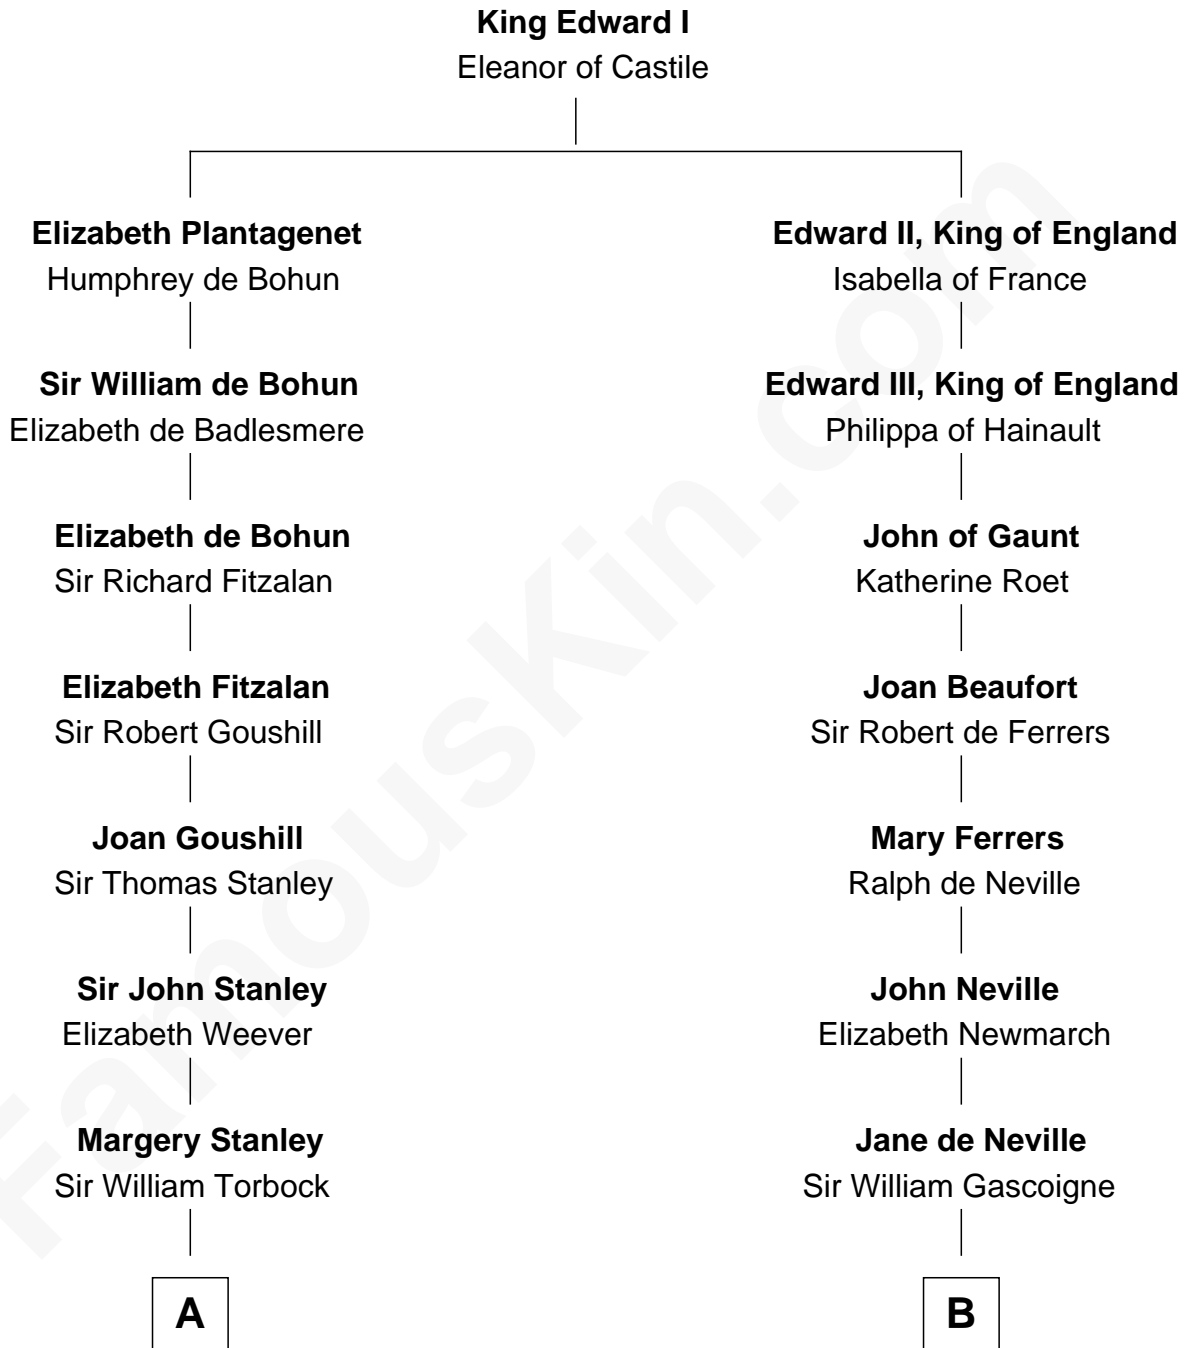 King Edward I
Eleanor of Castile
Elizabeth Plantagenet
Humphrey de Bohun
Edward II, King of England
Isabella of France
Sir William de Bohun
Elizabeth de Badlesmere
Edward III, King of England
Philippa of Hainault
Elizabeth de Bohun
Sir Richard Fitzalan
John of Gaunt
Katherine Roet
Elizabeth Fitzalan
Sir Robert Goushill
Joan Beaufort
Sir Robert de Ferrers
Joan Goushill
Sir Thomas Stanley
Mary Ferrers
Ralph de Neville
Sir John Stanley
Elizabeth Weever
John Neville
Elizabeth Newmarch
Margery Stanley
Sir William Torbock
Jane de Neville
Sir William Gascoigne
A
B
FamousKin.com